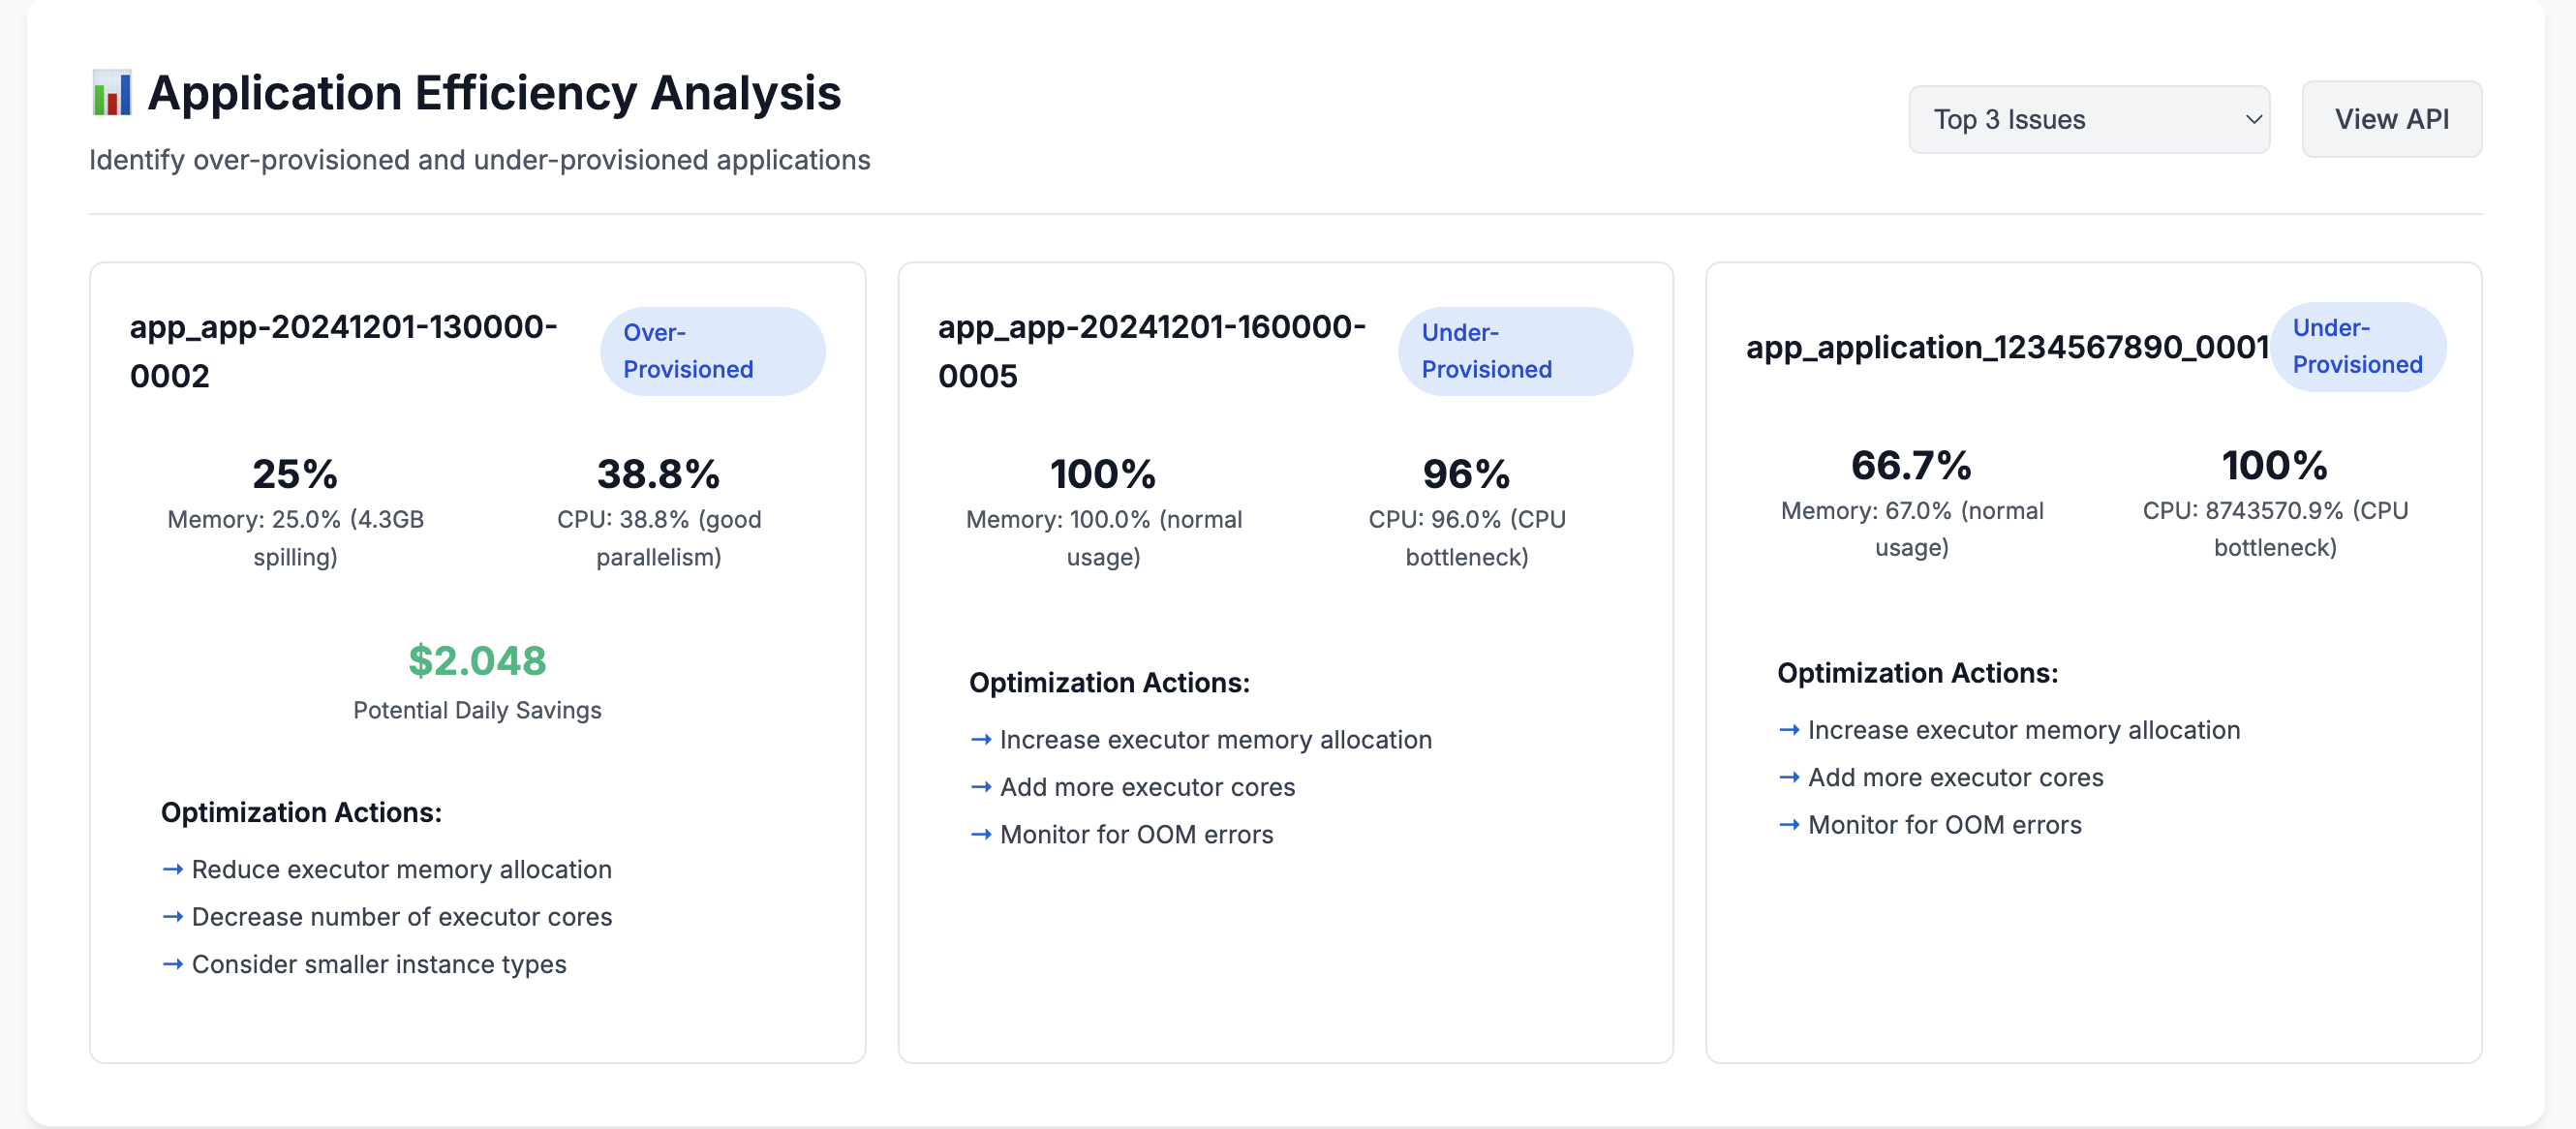 Application Efficiency Analysis
Identify over-provisioned and under-provisioned applications
Top 3 Issues
View API
app_app-20241201-130000-
0002
Over-
Provisioned
25%
Memory: 25.0% (4.3GB
spilling)
38.8%
CPU: 38.8% (good
parallelism)
$2.048
Potential Daily Savings
Optimization Actions:
→ Reduce executor memory allocation
→ Decrease number of executor cores
→ Consider smaller instance types
app_app-20241201-160000-
0005
Under-
Provisioned
100%
Memory: 100.0% (normal
usage)
96%
CPU: 96.0% (CPU
bottleneck)
Optimization Actions:
→ Increase executor memory allocation
→ Add more executor cores
→ Monitor for OOM errors
app_application_1234567890_0001
Under-
Provisioned
66.7%
Memory: 67.0% (normal
usage)
100%
CPU: 8743570.9% (CPU
bottleneck)
Optimization Actions:
→ Increase executor memory allocation
→ Add more executor cores
→ Monitor for OOM errors